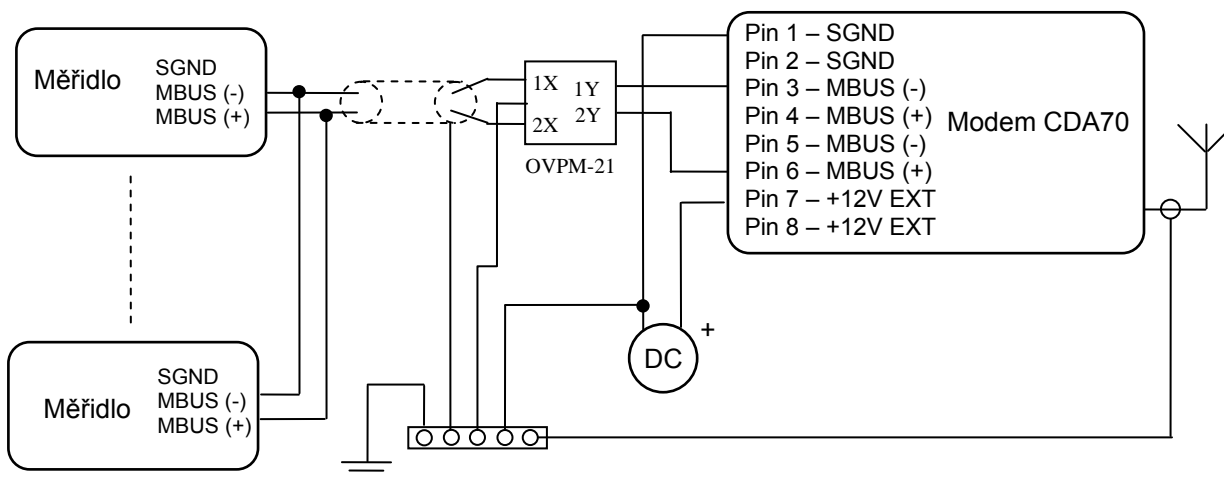 Měřidlo
SGND
MBUS (-)
MBUS (+)
1X
2X
1Y
2Y
OVPM-21
Pin 1 – SGND
Pin 2 – SGND
Pin 3 – MBUS (-)
Pin 4 – MBUS (+)
Pin 5 – MBUS (-)
Pin 6 – MBUS (+)
Pin 7 – +12V EXT
Pin 8 – +12V EXT
Modem CDA70
+
DC
Měřidlo
SGND
MBUS (-)
MBUS (+)